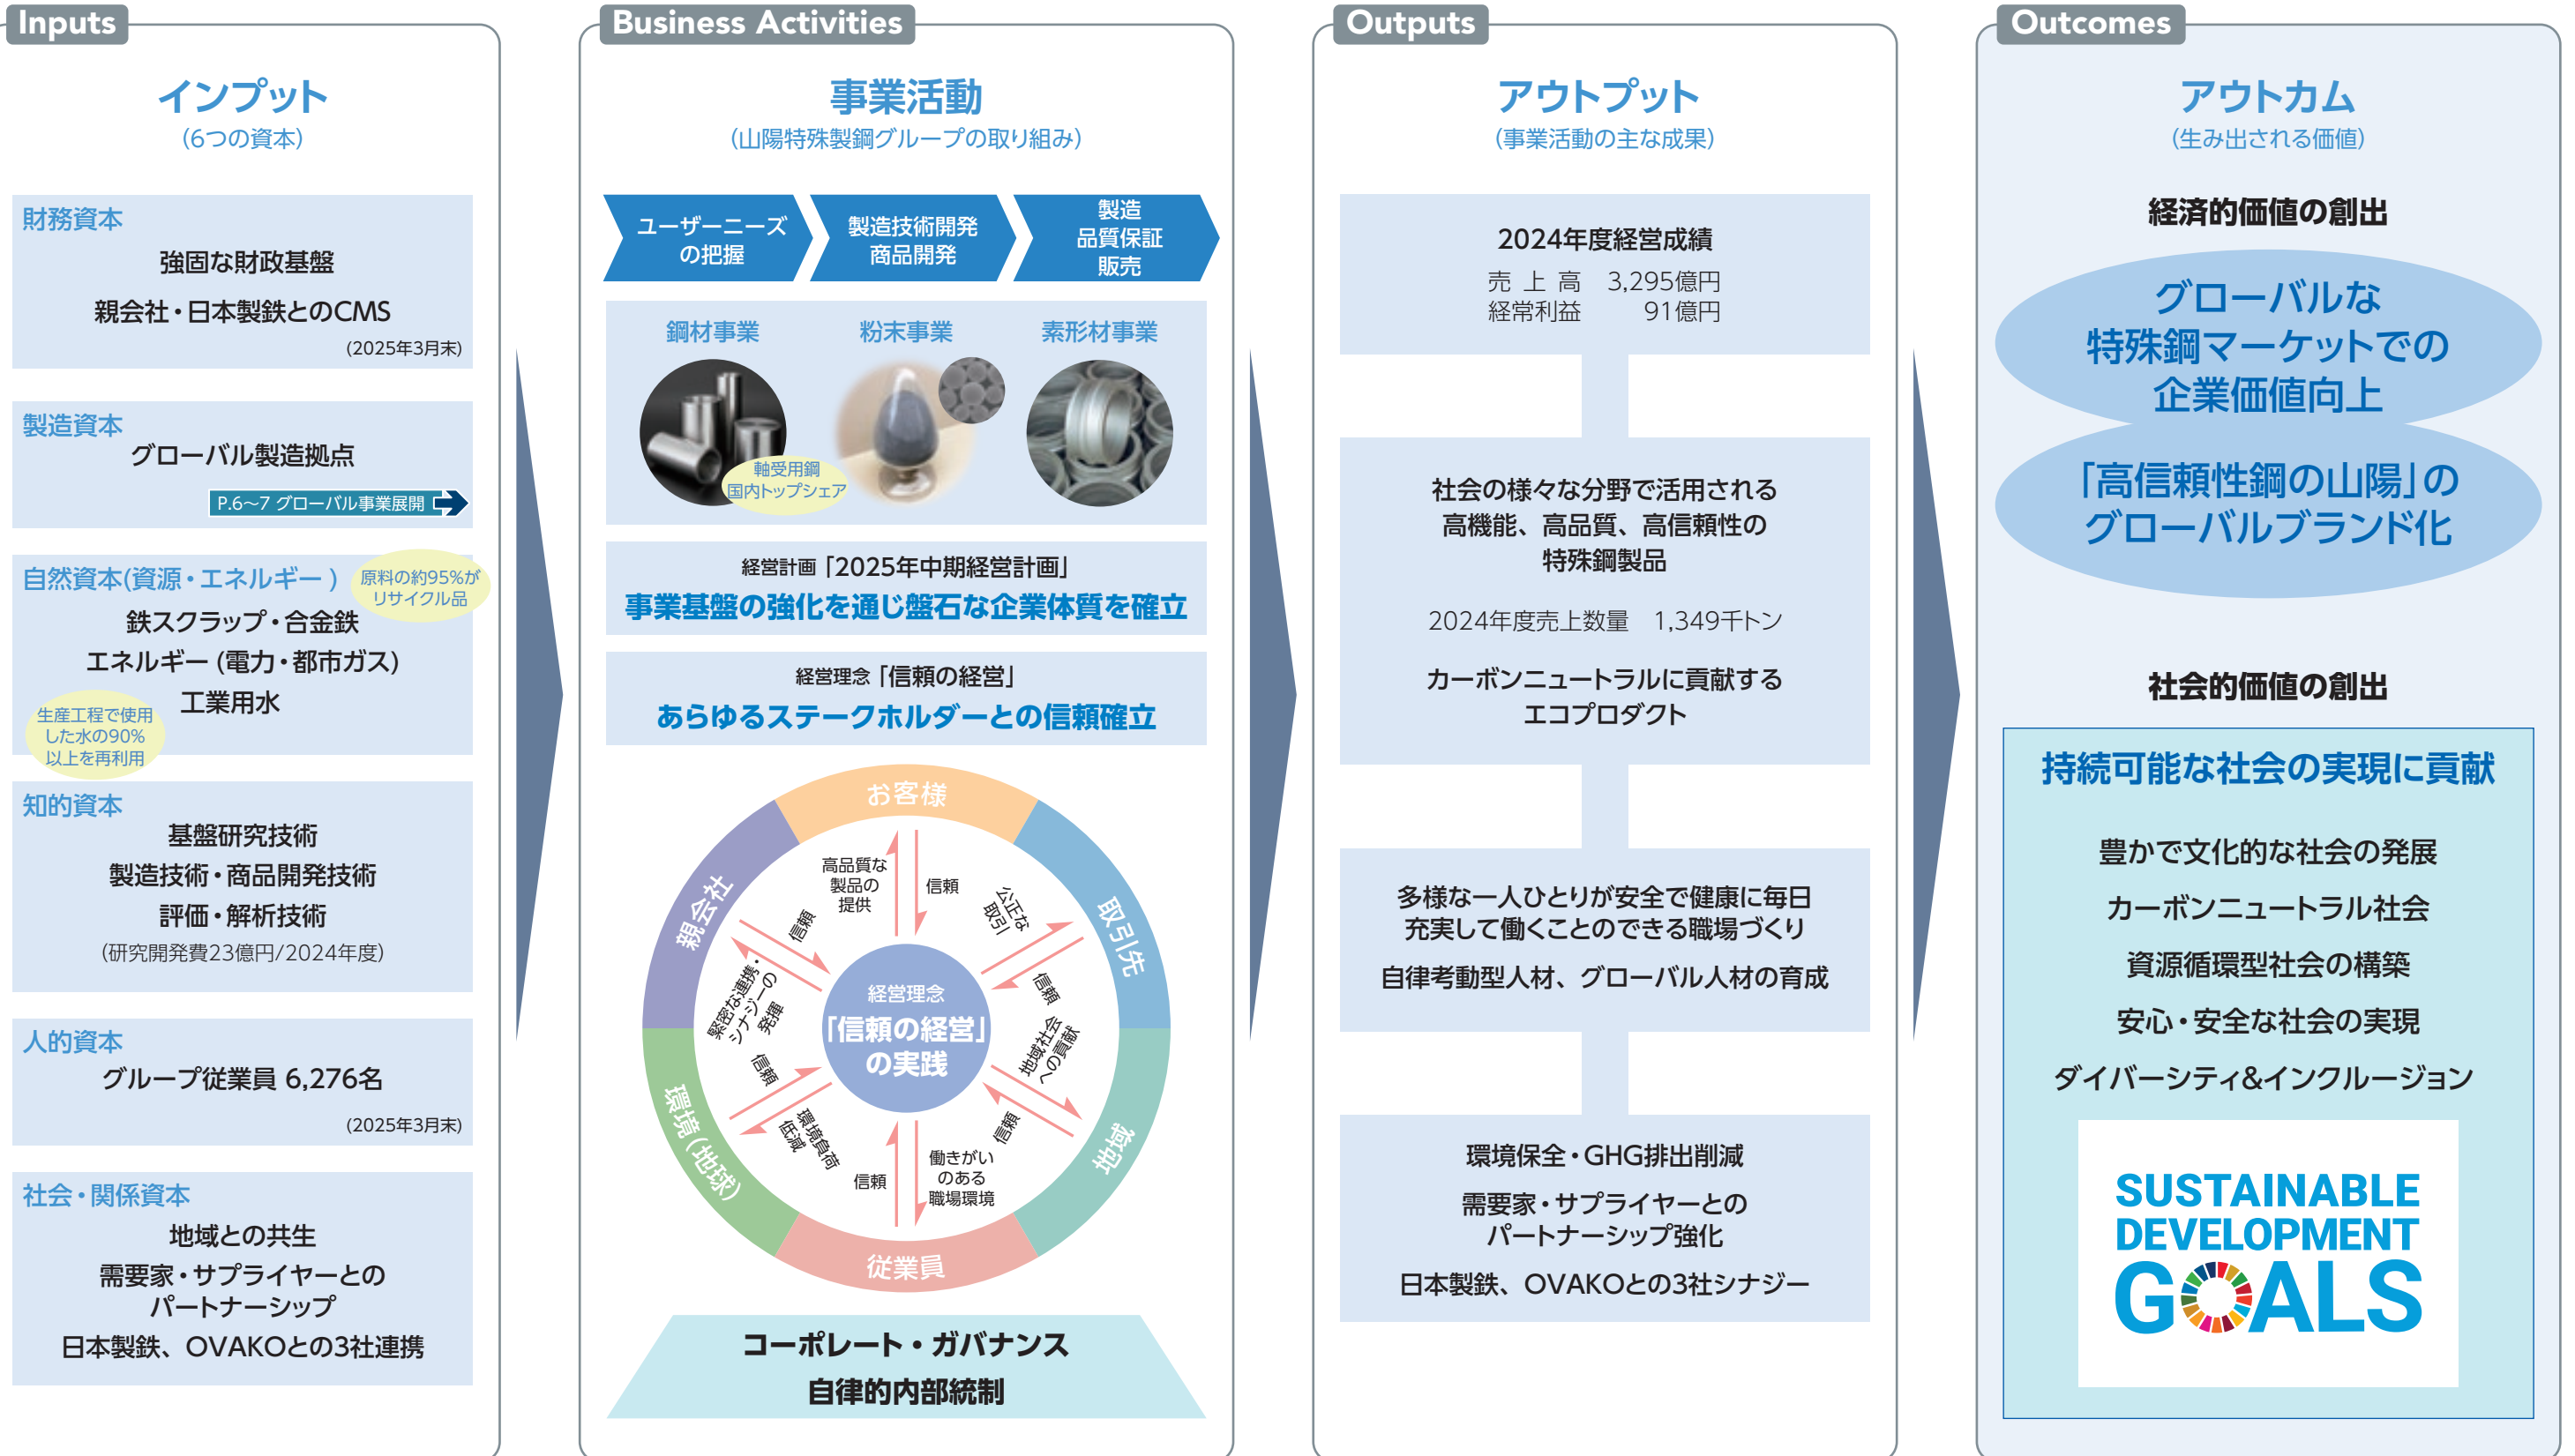 Inputs
インプット
(6つの資本)
財務資本
強固な財政基盤
親会社・日本製鉄とのCMS
(2025年3月末)
製造資本
グローバル製造拠点
P.6～7 グローバル事業展開
自然資本(資源・エネルギー)
原料の約95%が
リサイクル品
鉄スクラップ・合金鉄
エネルギー(電力・都市ガス)
工業用水
生産工程で使用
した水の90%
以上を再利用
知的資本
基盤研究技術
製造技術・商品開発技術
評価・解析技術
(研究開発費23億円/2024年度)
人的資本
グループ従業員 6,276名
(2025年3月末)
社会・関係資本
地域との共生
需要家・サプライヤーとの
パートナーシップ
日本製鉄、OVAKOとの3社連携
Business Activities
事業活動
(山陽特殊製鋼グループの取り組み)
ユーザーニーズ
の把握
製造技術開発
商品開発
製造
品質保証
販売
鋼材事業
粉末事業
素形材事業
軸受用鋼
国内トップシェア
経営計画「2025年中期経営計画」
事業基盤の強化を通じ盤石な企業体質を確立
経営理念「信頼の経営」
あらゆるステークホルダーとの信頼確立
お客様
取引先
地域
従業員
環境(地球)
親会社
高品質な
製品の
提供
信頼
公正な
取引
信頼
地域社会
への貢献
信頼
働きがい
のある
職場環境
信頼
環境負荷
低減
信頼
緊密な連携・
シナジーの
発揮
信頼
経営理念
「信頼の経営」
の実践
コーポレート・ガバナンス
自律的内部統制
Outputs
アウトプット
(事業活動の主な成果)
2024年度経営成績
売上高 3,295億円
経常利益 91億円
社会の様々な分野で活用される
高機能、高品質、高信頼性の
特殊鋼製品
2024年度売上数量 1,349千トン
カーボンニュートラルに貢献する
エコプロダクト
多様な一人ひとりが安全で健康に毎日
充実して働くことのできる職場づくり
自律考動型人材、グローバル人材の育成
環境保全・GHG排出削減
需要家・サプライヤーとの
パートナーシップ強化
日本製鉄、OVAKOとの3社シナジー
Outcomes
アウトカム
(生み出される価値)
経済的価値の創出
グローバルな
特殊鋼マーケットでの
企業価値向上
「高信頼性鋼の山陽」の
グローバルブランド化
社会的価値の創出
持続可能な社会の実現に貢献
豊かで文化的な社会の発展
カーボンニュートラル社会
資源循環型社会の構築
安心・安全な社会の実現
ダイバーシティ&インクルージョン
SUSTAINABLE
DEVELOPMENT
GOALS